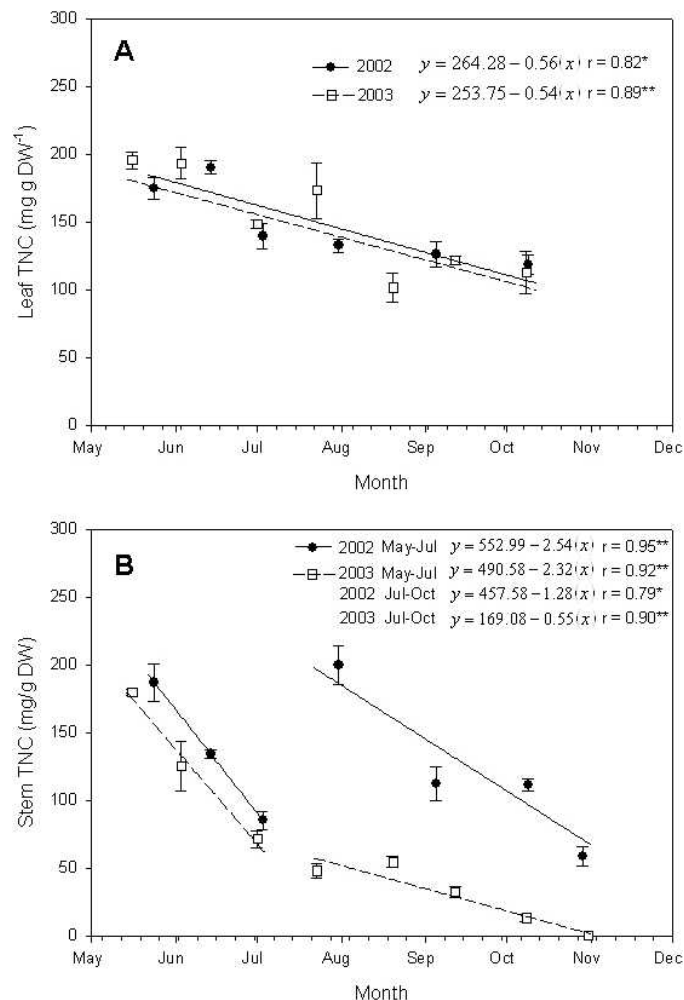 A
2002 y = 264.28 - 0.56(x) r = 0.82*
2003 y = 253.75 - 0.54(x) r = 0.89**
300
250
200
150
100
50
0
Leaf TNC (mg g DW-1)
May Jun Jul Aug Sep Oct Nov Dec
Month
B
2002 May-Jul y = 552.99 - 2.54(x) r = 0.95**
2003 May-Jul y = 490.58 - 2.32(x) r = 0.92**
2002 Jul-Oct y = 457.58 - 1.28(x) r = 0.79*
2003 Jul-Oct y = 169.08 - 0.55(x) r = 0.90**
300
250
200
150
100
50
0
Stem TNC (mg/g DW)
May Jun Jul Aug Sep Oct Nov Dec
Month